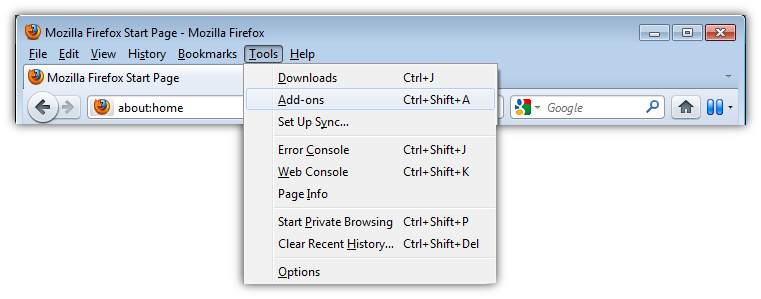 Mozilla Firefox Start Page - Mozilla Firefox
File Edit View History Bookmarks Tools Help
Mozilla Firefox Start Page
about:home
Google
Downloads Ctrl+J
Add-ons Ctrl+Shift+A
Set Up Sync...
Error Console Ctrl+Shift+J
Web Console Ctrl+Shift+K
Page Info
Start Private Browsing Ctrl+Shift+P
Clear Recent History... Ctrl+Shift+Del
Options